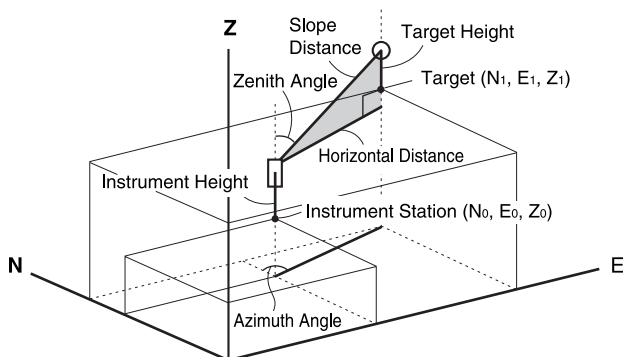 Z
Slope
Distance
Target Height
Zenith Angle
Target (N1, E1, Z1)
Horizontal Distance
Instrument Height
Instrument Station (N0, E0, Z0)
N
E
Azimuth Angle